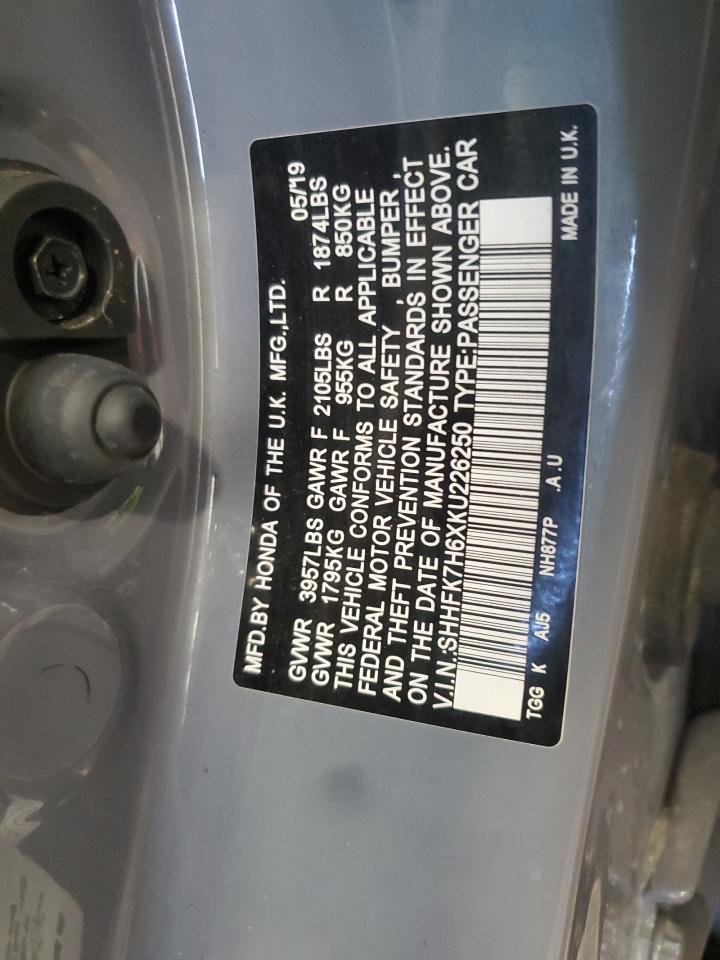 MFD.BY HONDA OF THE U.K. MFG.,LTD. 05/'19
GVWR 3957LBS GAWR F 2105LBS R 1874LBS
GVWR 1795KG GAWR F 955KG R 850KG
THIS VEHICLE CONFORMS TO ALL APPLICABLE
FEDERAL MOTOR VEHICLE SAFETY , BUMPER ,
AND THEFT PREVENTION STANDARDS IN EFFECT
ON THE DATE OF MANUFACTURE SHOWN ABOVE.
V.I.N.:SHHFK7H6XKU226250 TYPE:PASSENGER CAR
TGG K AJ5 NH877P .A .U MADE IN U.K.